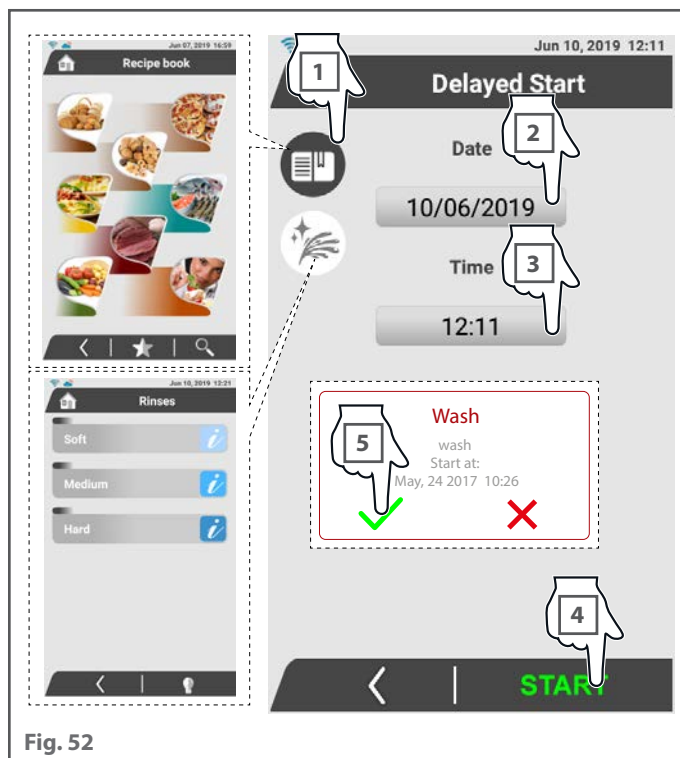 Jun 07, 2019 16:59
Recipe book
Jun 10, 2019 12:21
Rinses
Soft
i
Medium
i
Hard
i
Jun 10, 2019 12:11
1
Delayed Start
2
Date
10/06/2019
3
Time
12:11
Wash
5
wash
Start at:
May, 24 2017 10:26
4
START
Fig. 52